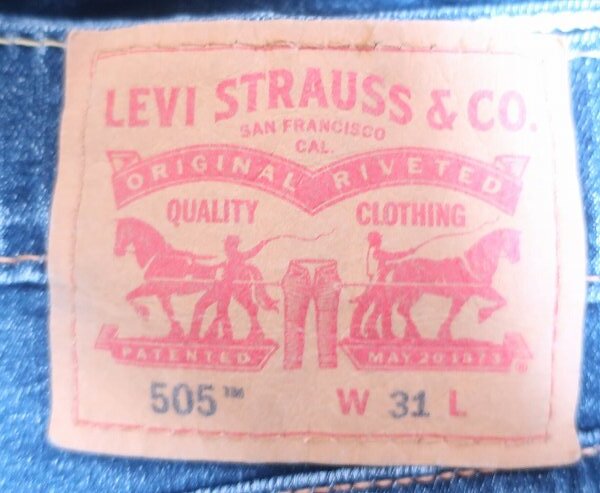 LEVI STRAUSS & CO.
SAN FRANCISCO
CAL.
ORIGINAL RIVETED
QUALITY CLOTHING
PATENTED MAY 20 1873
®
505™ W 31 L